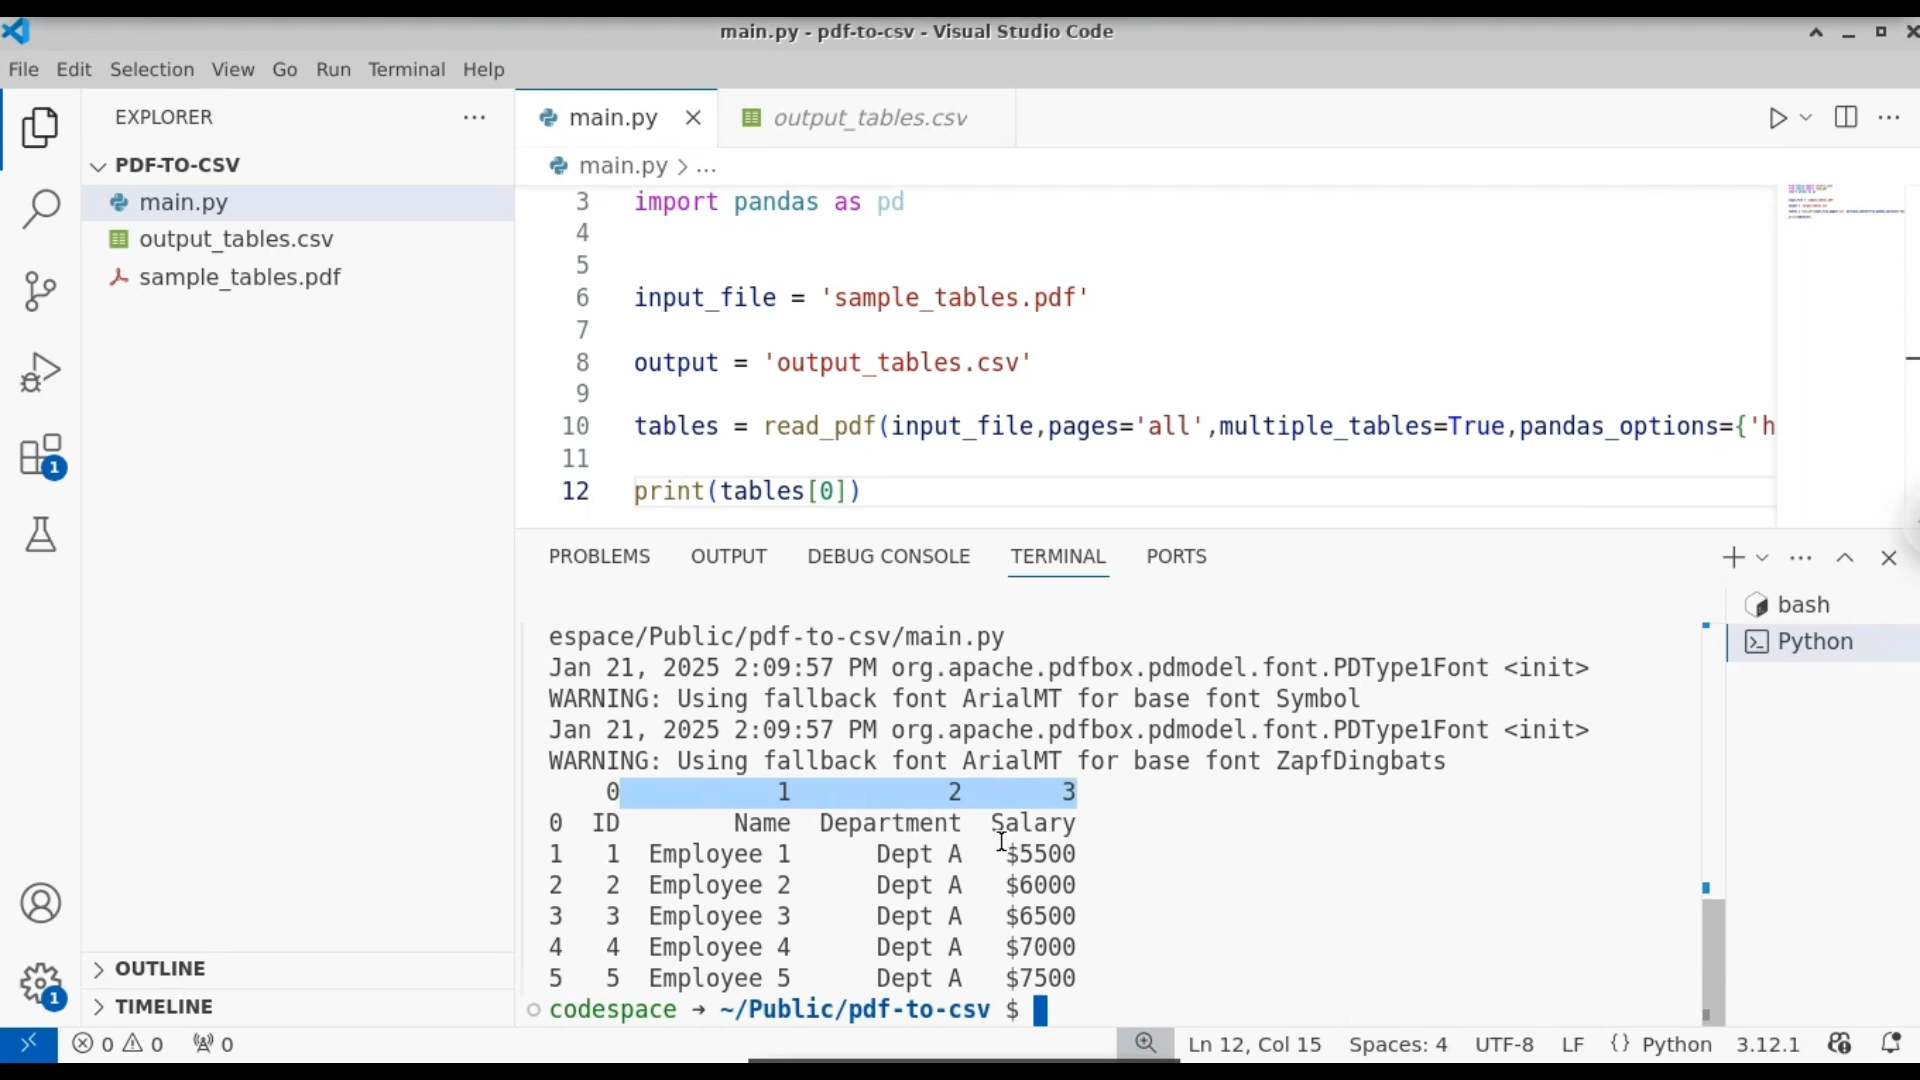 main.py - pdf-to-csv - Visual Studio Code
File Edit Selection View Go Run Terminal Help
EXPLORER
PDF-TO-CSV
main.py
output_tables.csv
sample_tables.pdf
OUTLINE
TIMELINE
1
1
main.py
output_tables.csv
main.py > ...
3 import pandas as pd
4
5
6 input_file = 'sample_tables.pdf'
7
8 output = 'output_tables.csv'
9
10 tables = read_pdf(input_file,pages='all',multiple_tables=True,pandas_options={'h
11
12 print(tables[0])
PROBLEMS OUTPUT DEBUG CONSOLE TERMINAL PORTS
bash
Python
espace/Public/pdf-to-csv/main.py
Jan 21, 2025 2:09:57 PM org.apache.pdfbox.pdmodel.font.PDType1Font <init>
WARNING: Using fallback font ArialMT for base font Symbol
Jan 21, 2025 2:09:57 PM org.apache.pdfbox.pdmodel.font.PDType1Font <init>
WARNING: Using fallback font ArialMT for base font ZapfDingbats
0 1 2 3
0 ID Name Department Salary
1 1 Employee 1 Dept A $5500
2 2 Employee 2 Dept A $6000
3 3 Employee 3 Dept A $6500
4 4 Employee 4 Dept A $7000
5 5 Employee 5 Dept A $7500
codespace → ~/Public/pdf-to-csv $
0 0 0 Ln 12, Col 15 Spaces: 4 UTF-8 LF {} Python 3.12.1